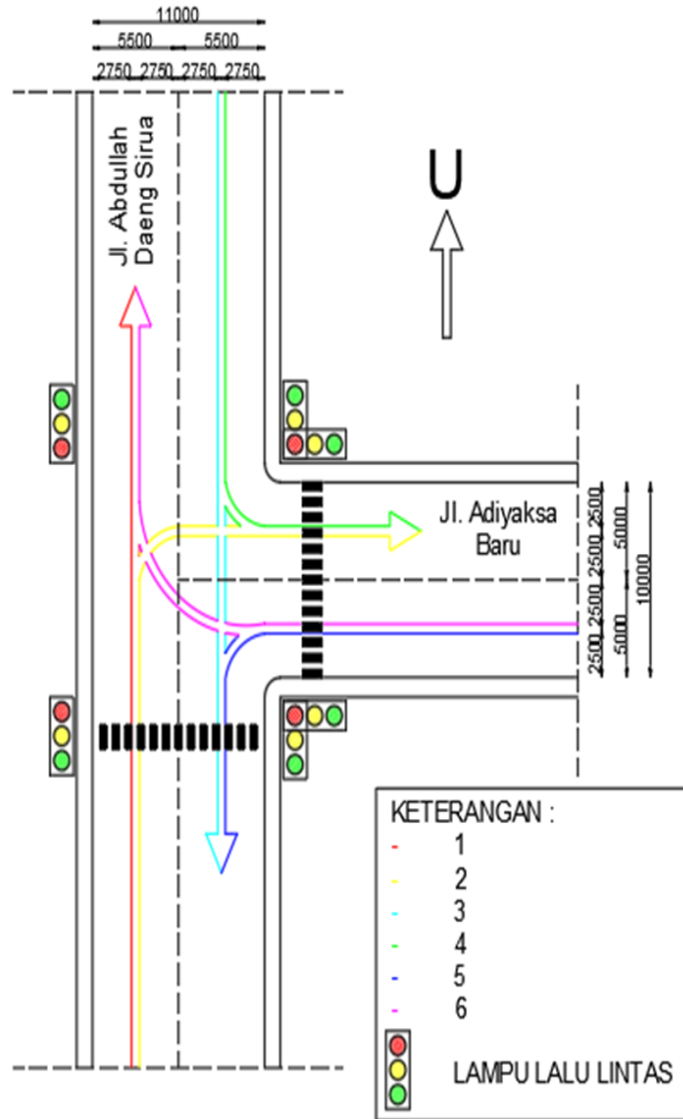 11000
5500 5500
2750 2750 2750 2750
Jl. Abdullah
Daeng Sirua
U
Jl. Adiyaksa
Baru
2500 2500 2500 2500
5000 5000
10000
KETERANGAN :
1
2
3
4
5
6
LAMPU LALU LINTAS